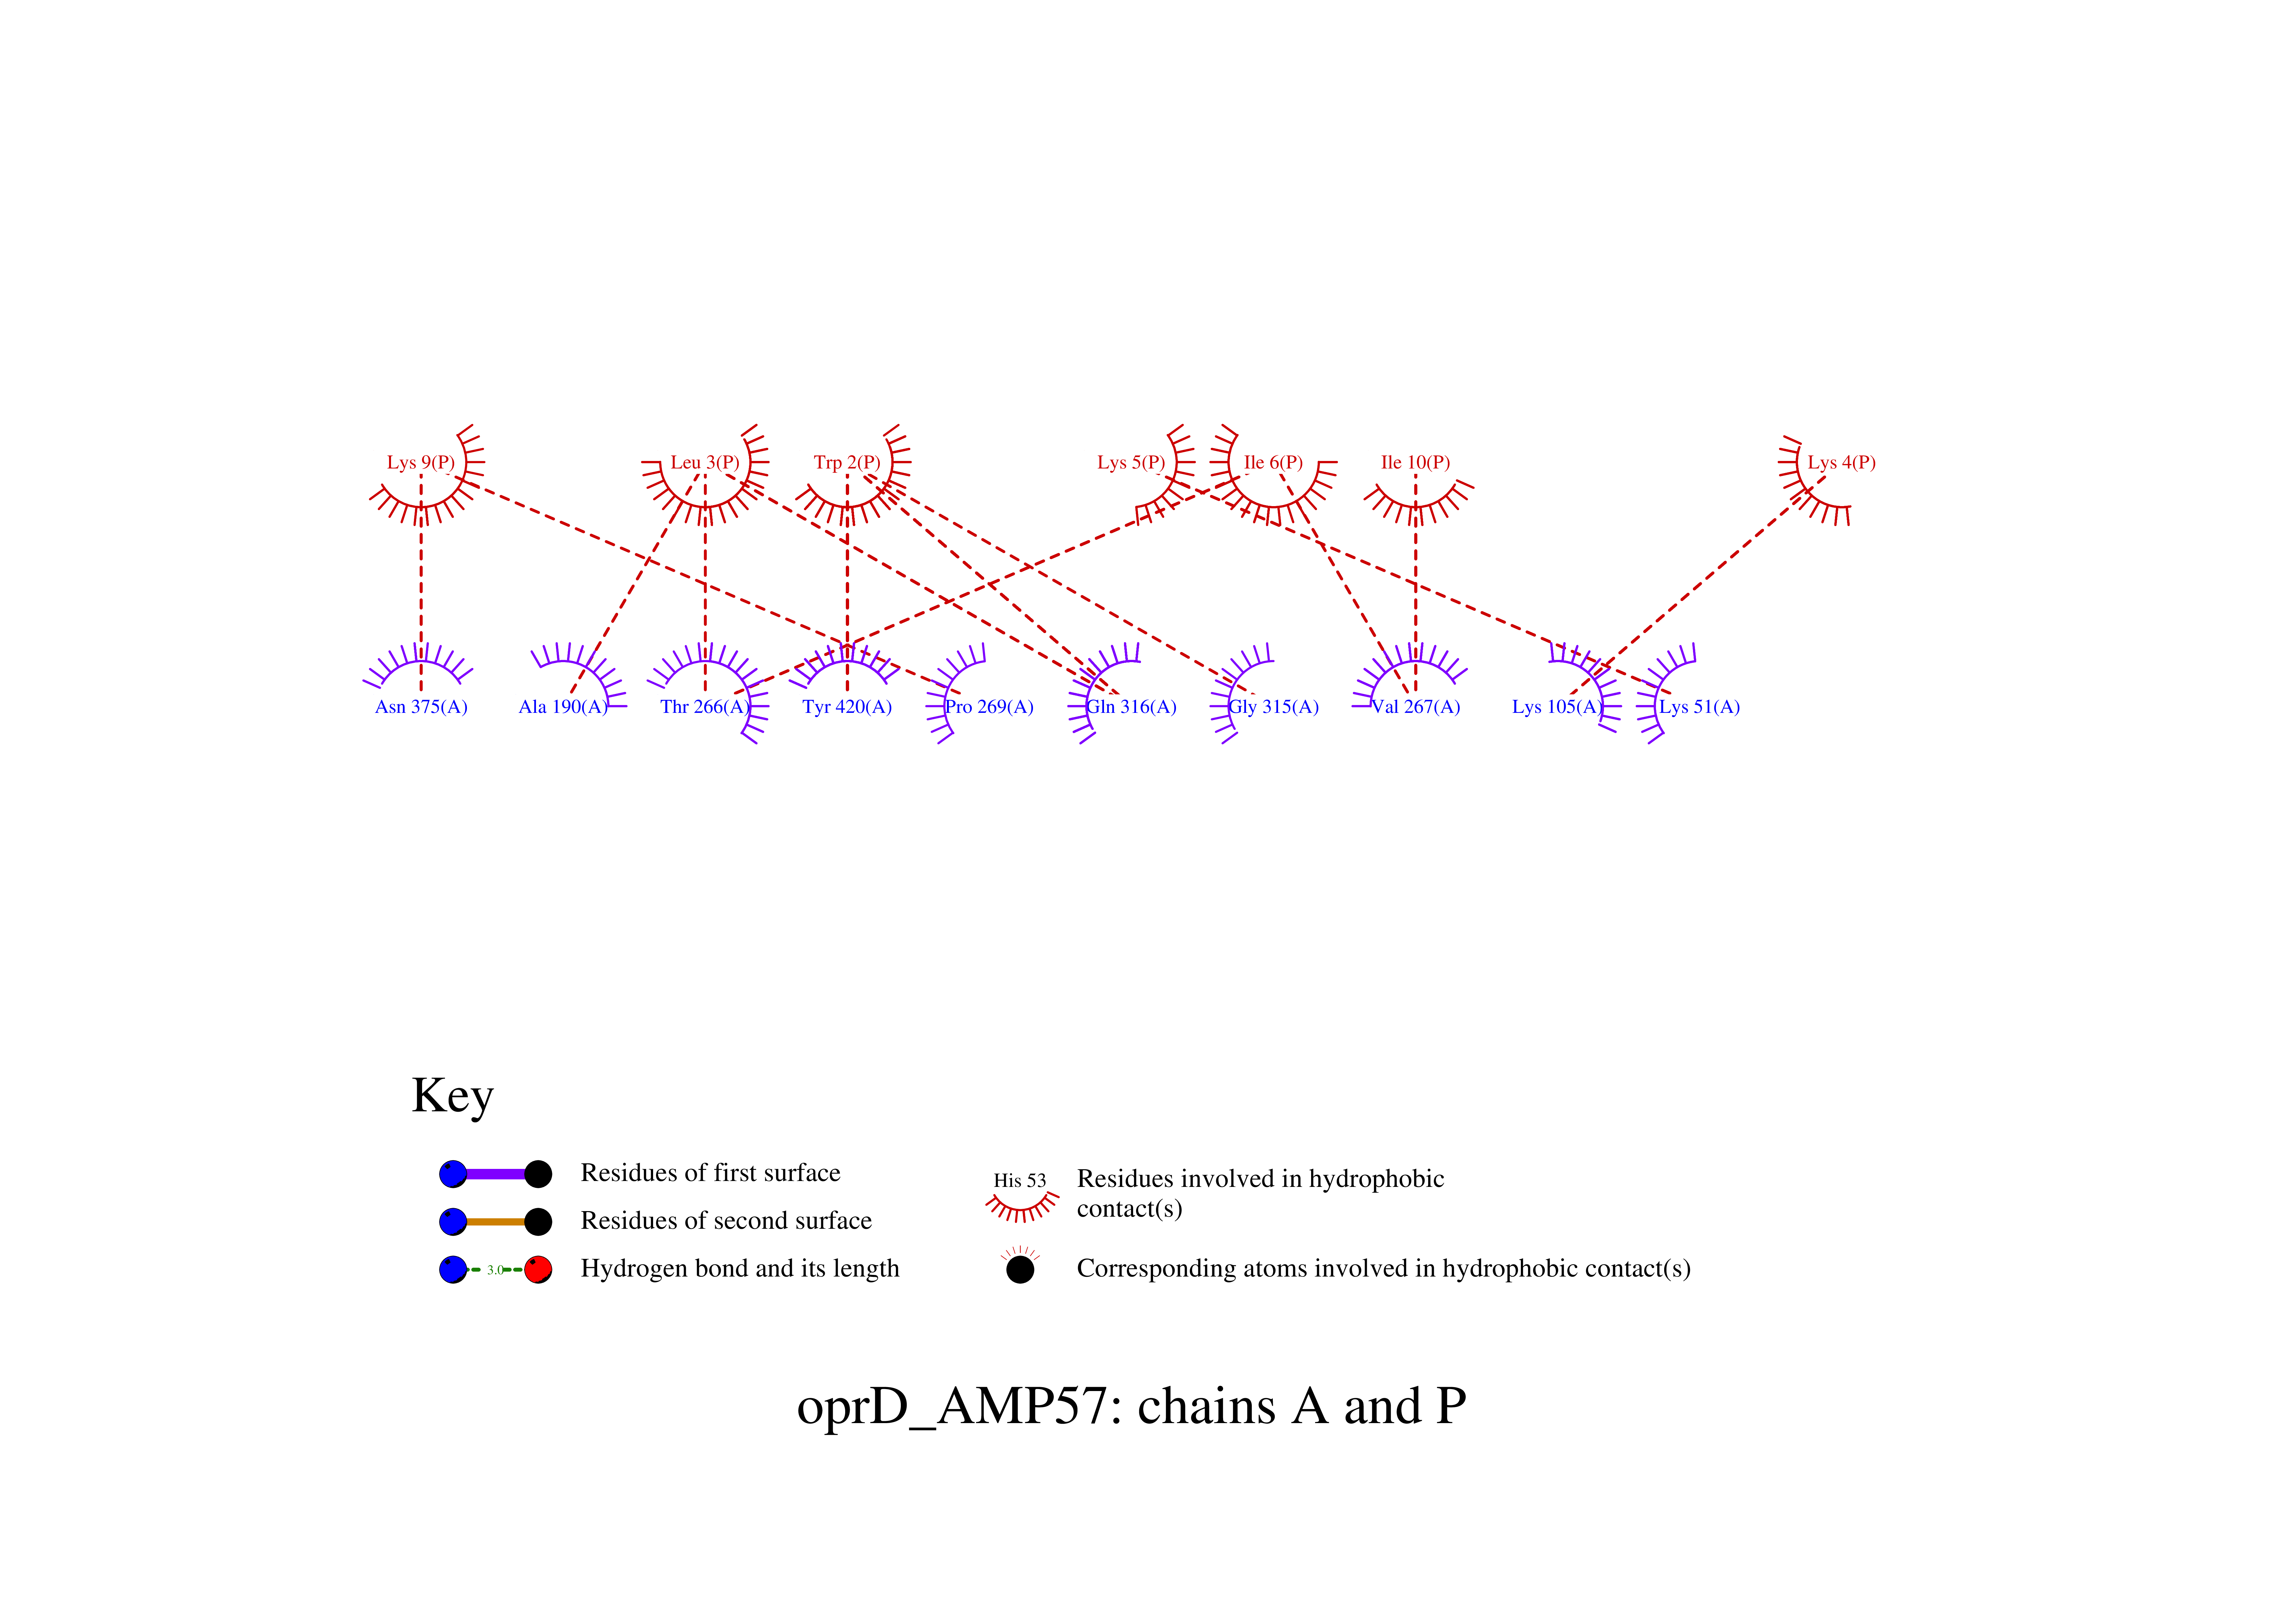 Lys 9(P) Leu 3(P) Trp 2(P) Lys 5(P) Ile 6(P) Ile 10(P) Lys 4(P)
Asn 375(A) Ala 190(A) Thr 266(A) Tyr 420(A) Pro 269(A) Gln 316(A) Gly 315(A) Val 267(A) Lys 105(A) Lys 51(A)
Key
Residues of first surface
Residues of second surface
3.0 Hydrogen bond and its length
His 53 Residues involved in hydrophobic
contact(s)
Corresponding atoms involved in hydrophobic contact(s)
oprD_AMP57: chains A and P